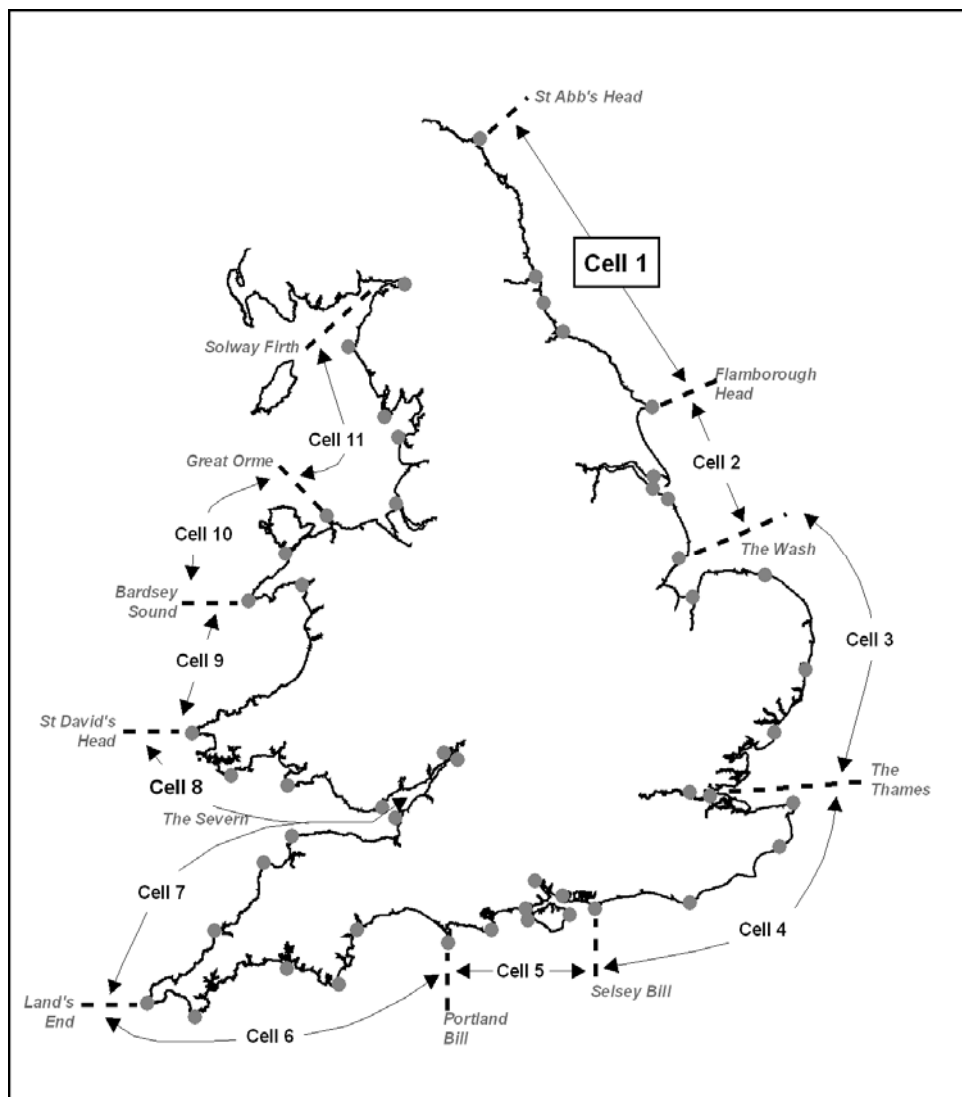 St Abb's Head
Cell 1
Solway Firth
Flamborough
Head
Cell 11
Great Orme
Cell 2
Cell 10
The Wash
Bardsey
Sound
Cell 3
Cell 9
St David's
Head
Cell 8
The
Thames
The Severn
Cell 7
Cell 4
Cell 5
Selsey Bill
Land's
End
Portland
Bill
Cell 6